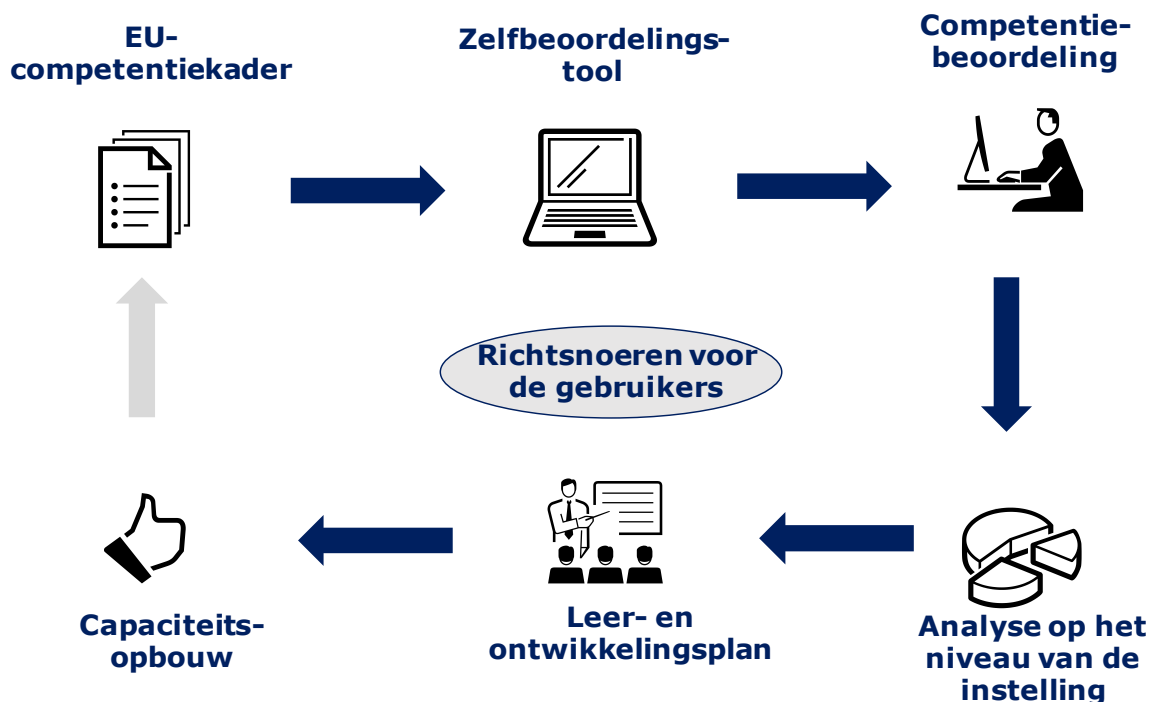 EU-
competentiekader
Zelfbeoordelings-
tool
Competentie-
beoordeling
Richtsnoeren voor
de gebruikers
Capaciteits-
opbouw
Leer- en
ontwikkelingsplan
Analyse op het
niveau van de
instelling